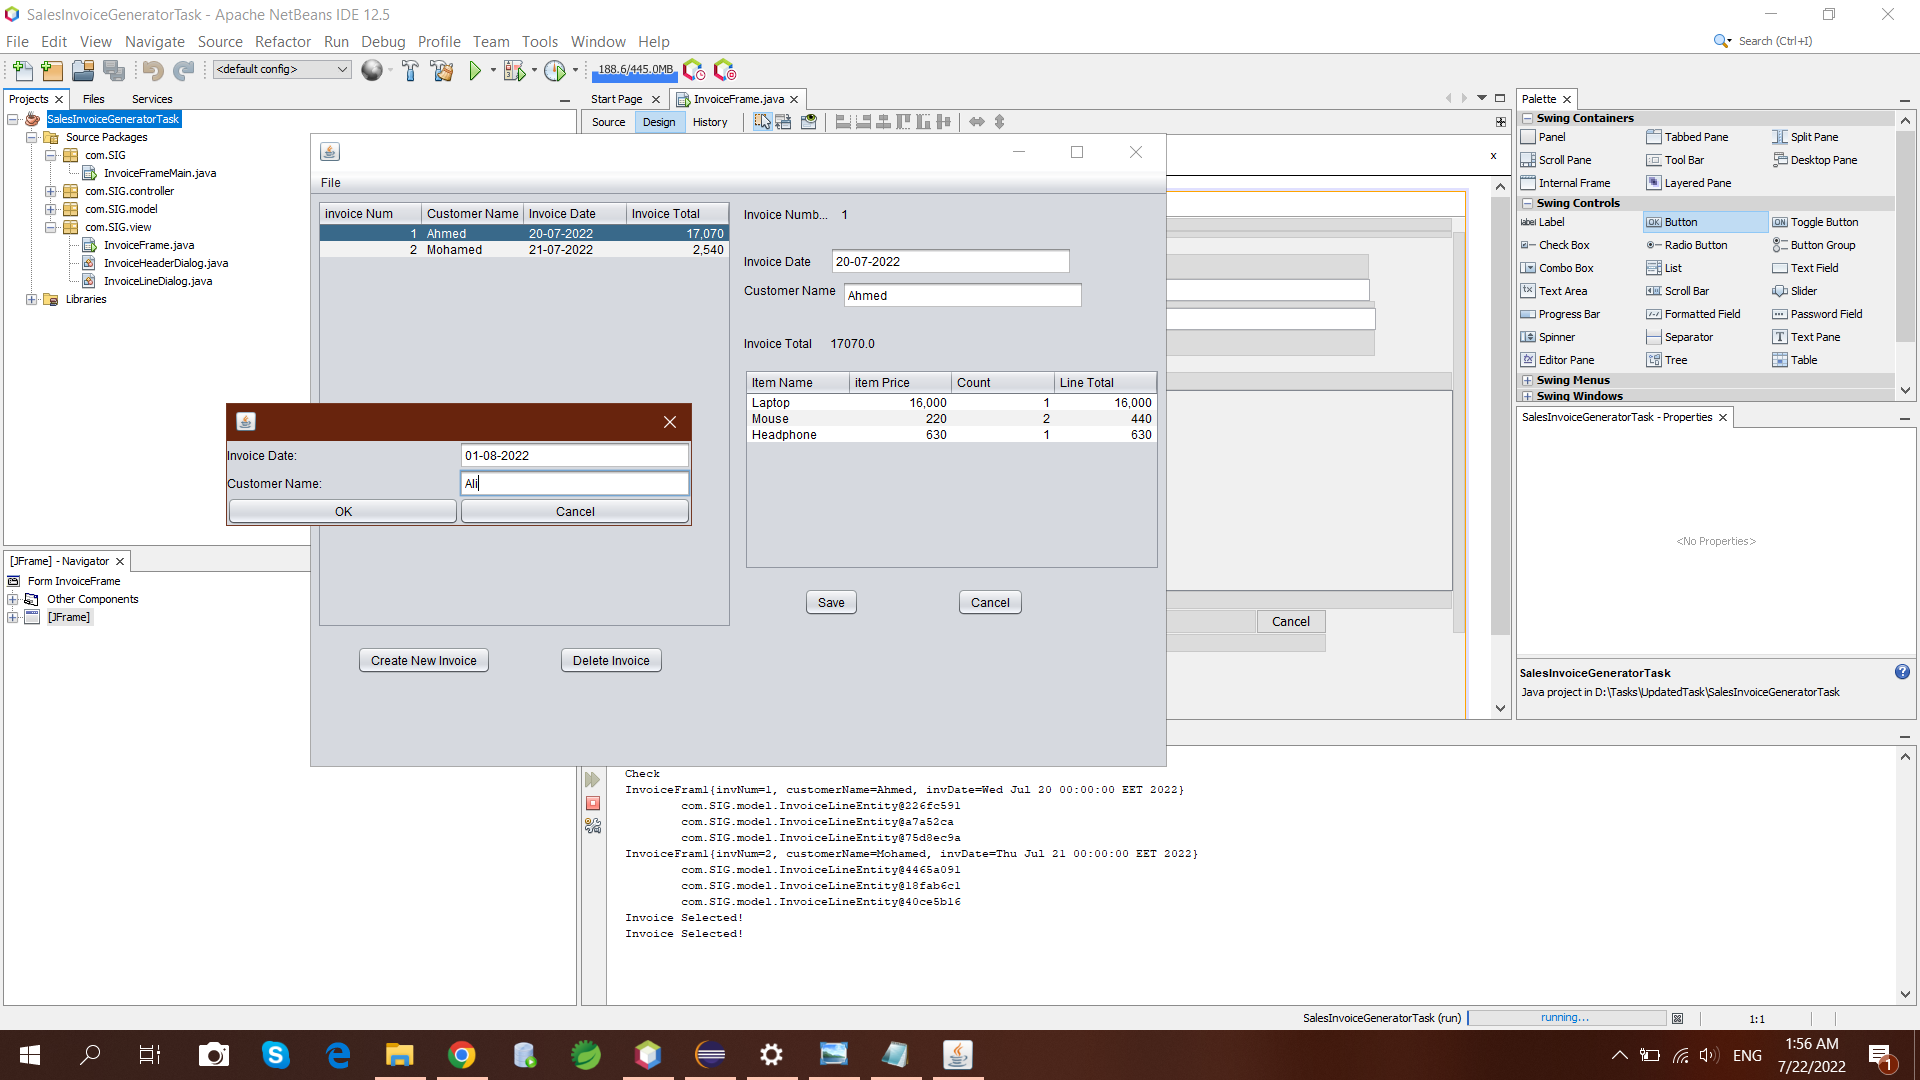 SalesInvoiceGeneratorTask - Apache NetBeans IDE 12.5
File Edit View Navigate Source Refactor Run Debug Profile Team Tools Window Help
Search (Ctrl+I)
<default config>
188.6/445.0MB
Projects Files Services
SalesInvoiceGeneratorTask
Source Packages
com.SIG
InvoiceFrameMain.java
com.SIG.controller
com.SIG.model
com.SIG.view
InvoiceFrame.java
InvoiceHeaderDialog.java
InvoiceLineDialog.java
Libraries
[JFrame] - Navigator
Form InvoiceFrame
Other Components
[JFrame]
Start Page InvoiceFrame.java
Source Design History
x
File
invoice Num Customer Name Invoice Date Invoice Total
1 Ahmed 20-07-2022 17,070
2 Mohamed 21-07-2022 2,540
Invoice Numb... 1
Invoice Date 20-07-2022
Customer Name Ahmed
Invoice Total 17070.0
Item Name item Price Count Line Total
Laptop 16,000 1 16,000
Mouse 220 2 440
Headphone 630 1 630
Save Cancel
Create New Invoice Delete Invoice
Invoice Date: 01-08-2022
Customer Name: Ali
OK Cancel
Cancel
Palette
Swing Containers
Panel Tabbed Pane Split Pane
Scroll Pane Tool Bar Desktop Pane
Internal Frame Layered Pane
Swing Controls
label Label OK Button ON Toggle Button
Check Box Radio Button Button Group
Combo Box List Text Field
Text Area Scroll Bar Slider
Progress Bar Formatted Field Password Field
Spinner Separator Text Pane
Editor Pane Tree Table
Swing Menus
Swing Windows
SalesInvoiceGeneratorTask - Properties
<No Properties>
SalesInvoiceGeneratorTask
Java project in D:\Tasks\UpdatedTask\SalesInvoiceGeneratorTask
Check
InvoiceFram1{invNum=1, customerName=Ahmed, invDate=Wed Jul 20 00:00:00 EET 2022}
com.SIG.model.InvoiceLineEntity@226fc591
com.SIG.model.InvoiceLineEntity@a7a52ca
com.SIG.model.InvoiceLineEntity@75d8ec9a
InvoiceFram1{invNum=2, customerName=Mohamed, invDate=Thu Jul 21 00:00:00 EET 2022}
com.SIG.model.InvoiceLineEntity@4465a091
com.SIG.model.InvoiceLineEntity@18fab6c1
com.SIG.model.InvoiceLineEntity@40ce5b16
Invoice Selected!
Invoice Selected!
SalesInvoiceGeneratorTask (run) running... 1:1
ENG
1:56 AM
7/22/2022
1